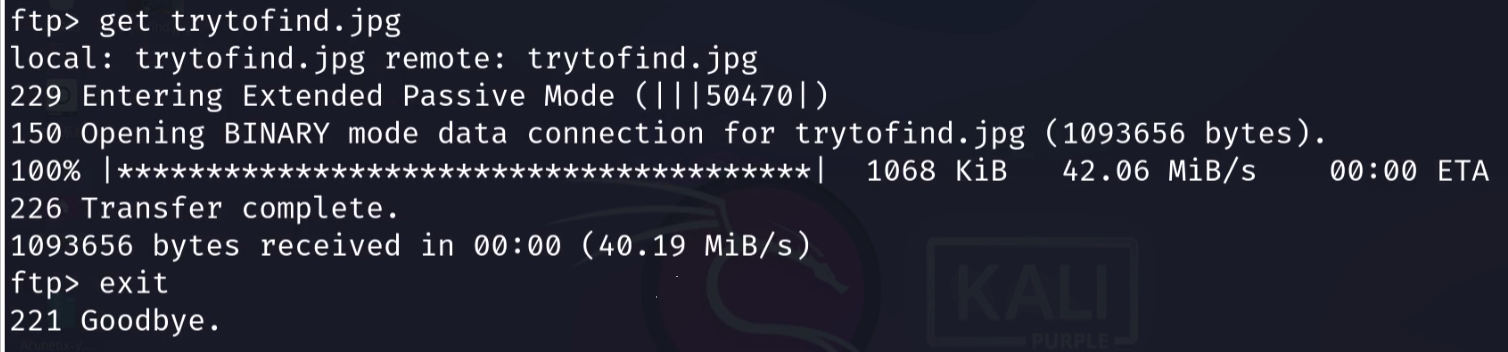 ftp> get trytofind.jpg
local: trytofind.jpg remote: trytofind.jpg
229 Entering Extended Passive Mode (|||50470|)
150 Opening BINARY mode data connection for trytofind.jpg (1093656 bytes).
100% |***************************************| 1068 KiB 42.06 MiB/s 00:00 ETA
226 Transfer complete.
1093656 bytes received in 00:00 (40.19 MiB/s)
ftp> exit
221 Goodbye.
KALI
PURPLE